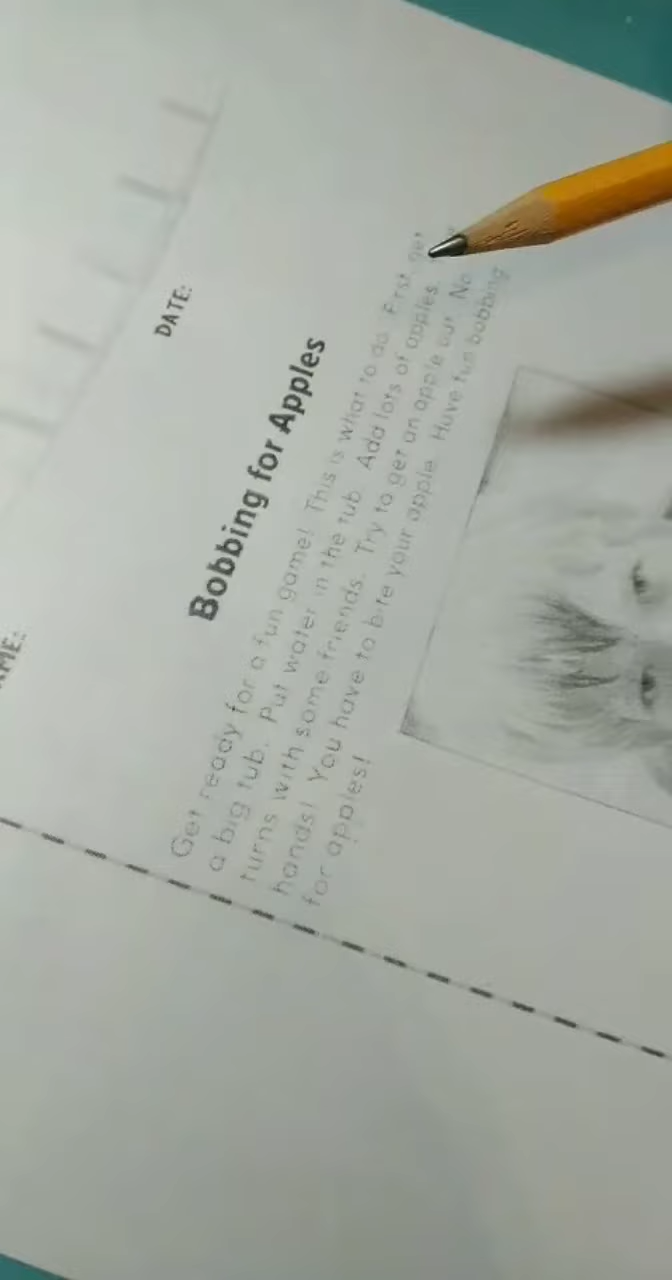 DATE:
Bobbing for Apples
Get ready for a fun game! This is what to do. First, get
a big tub. Put water in the tub. Add lots of apples.
turns with some friends. Try to get an apple out. No
hands! You have to bite your apple. Have fun bobbing
for apples!